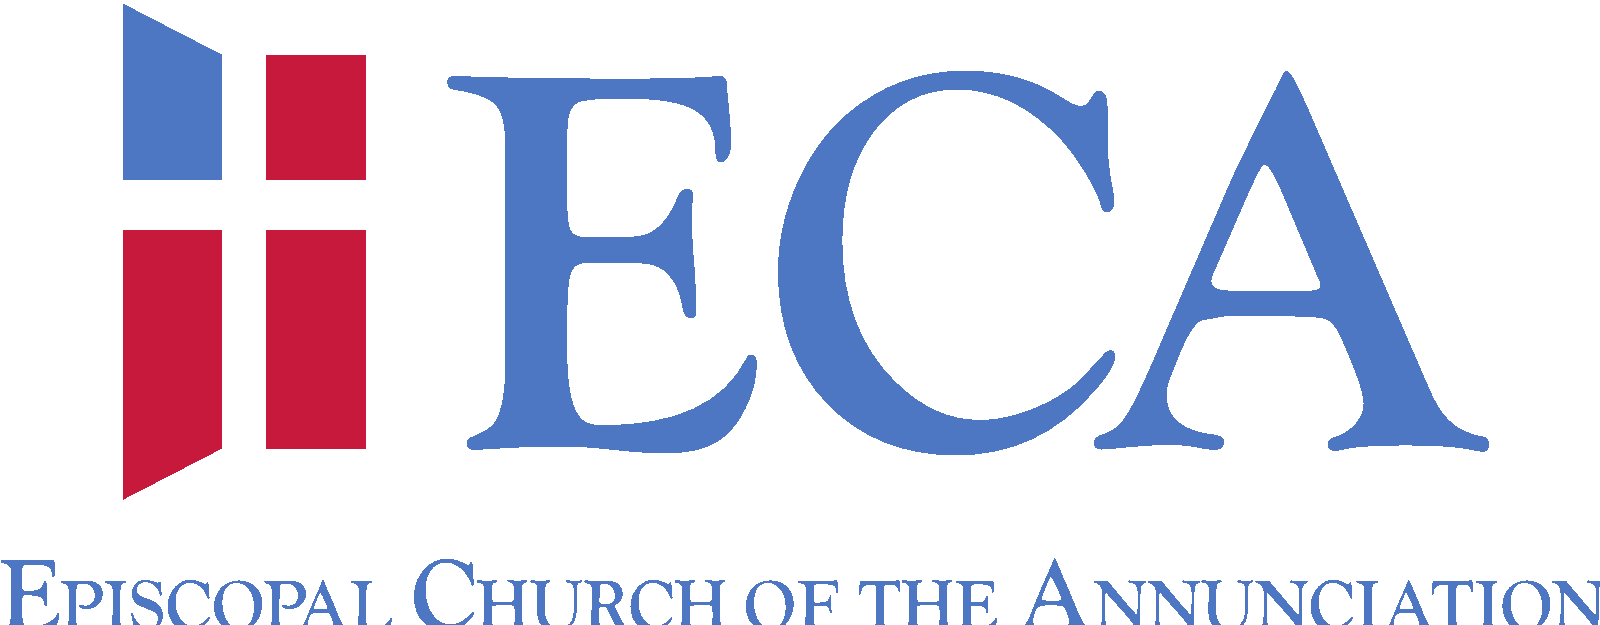 ECA
EPISCOPAL CHURCH OF THE ANNUNCIATION